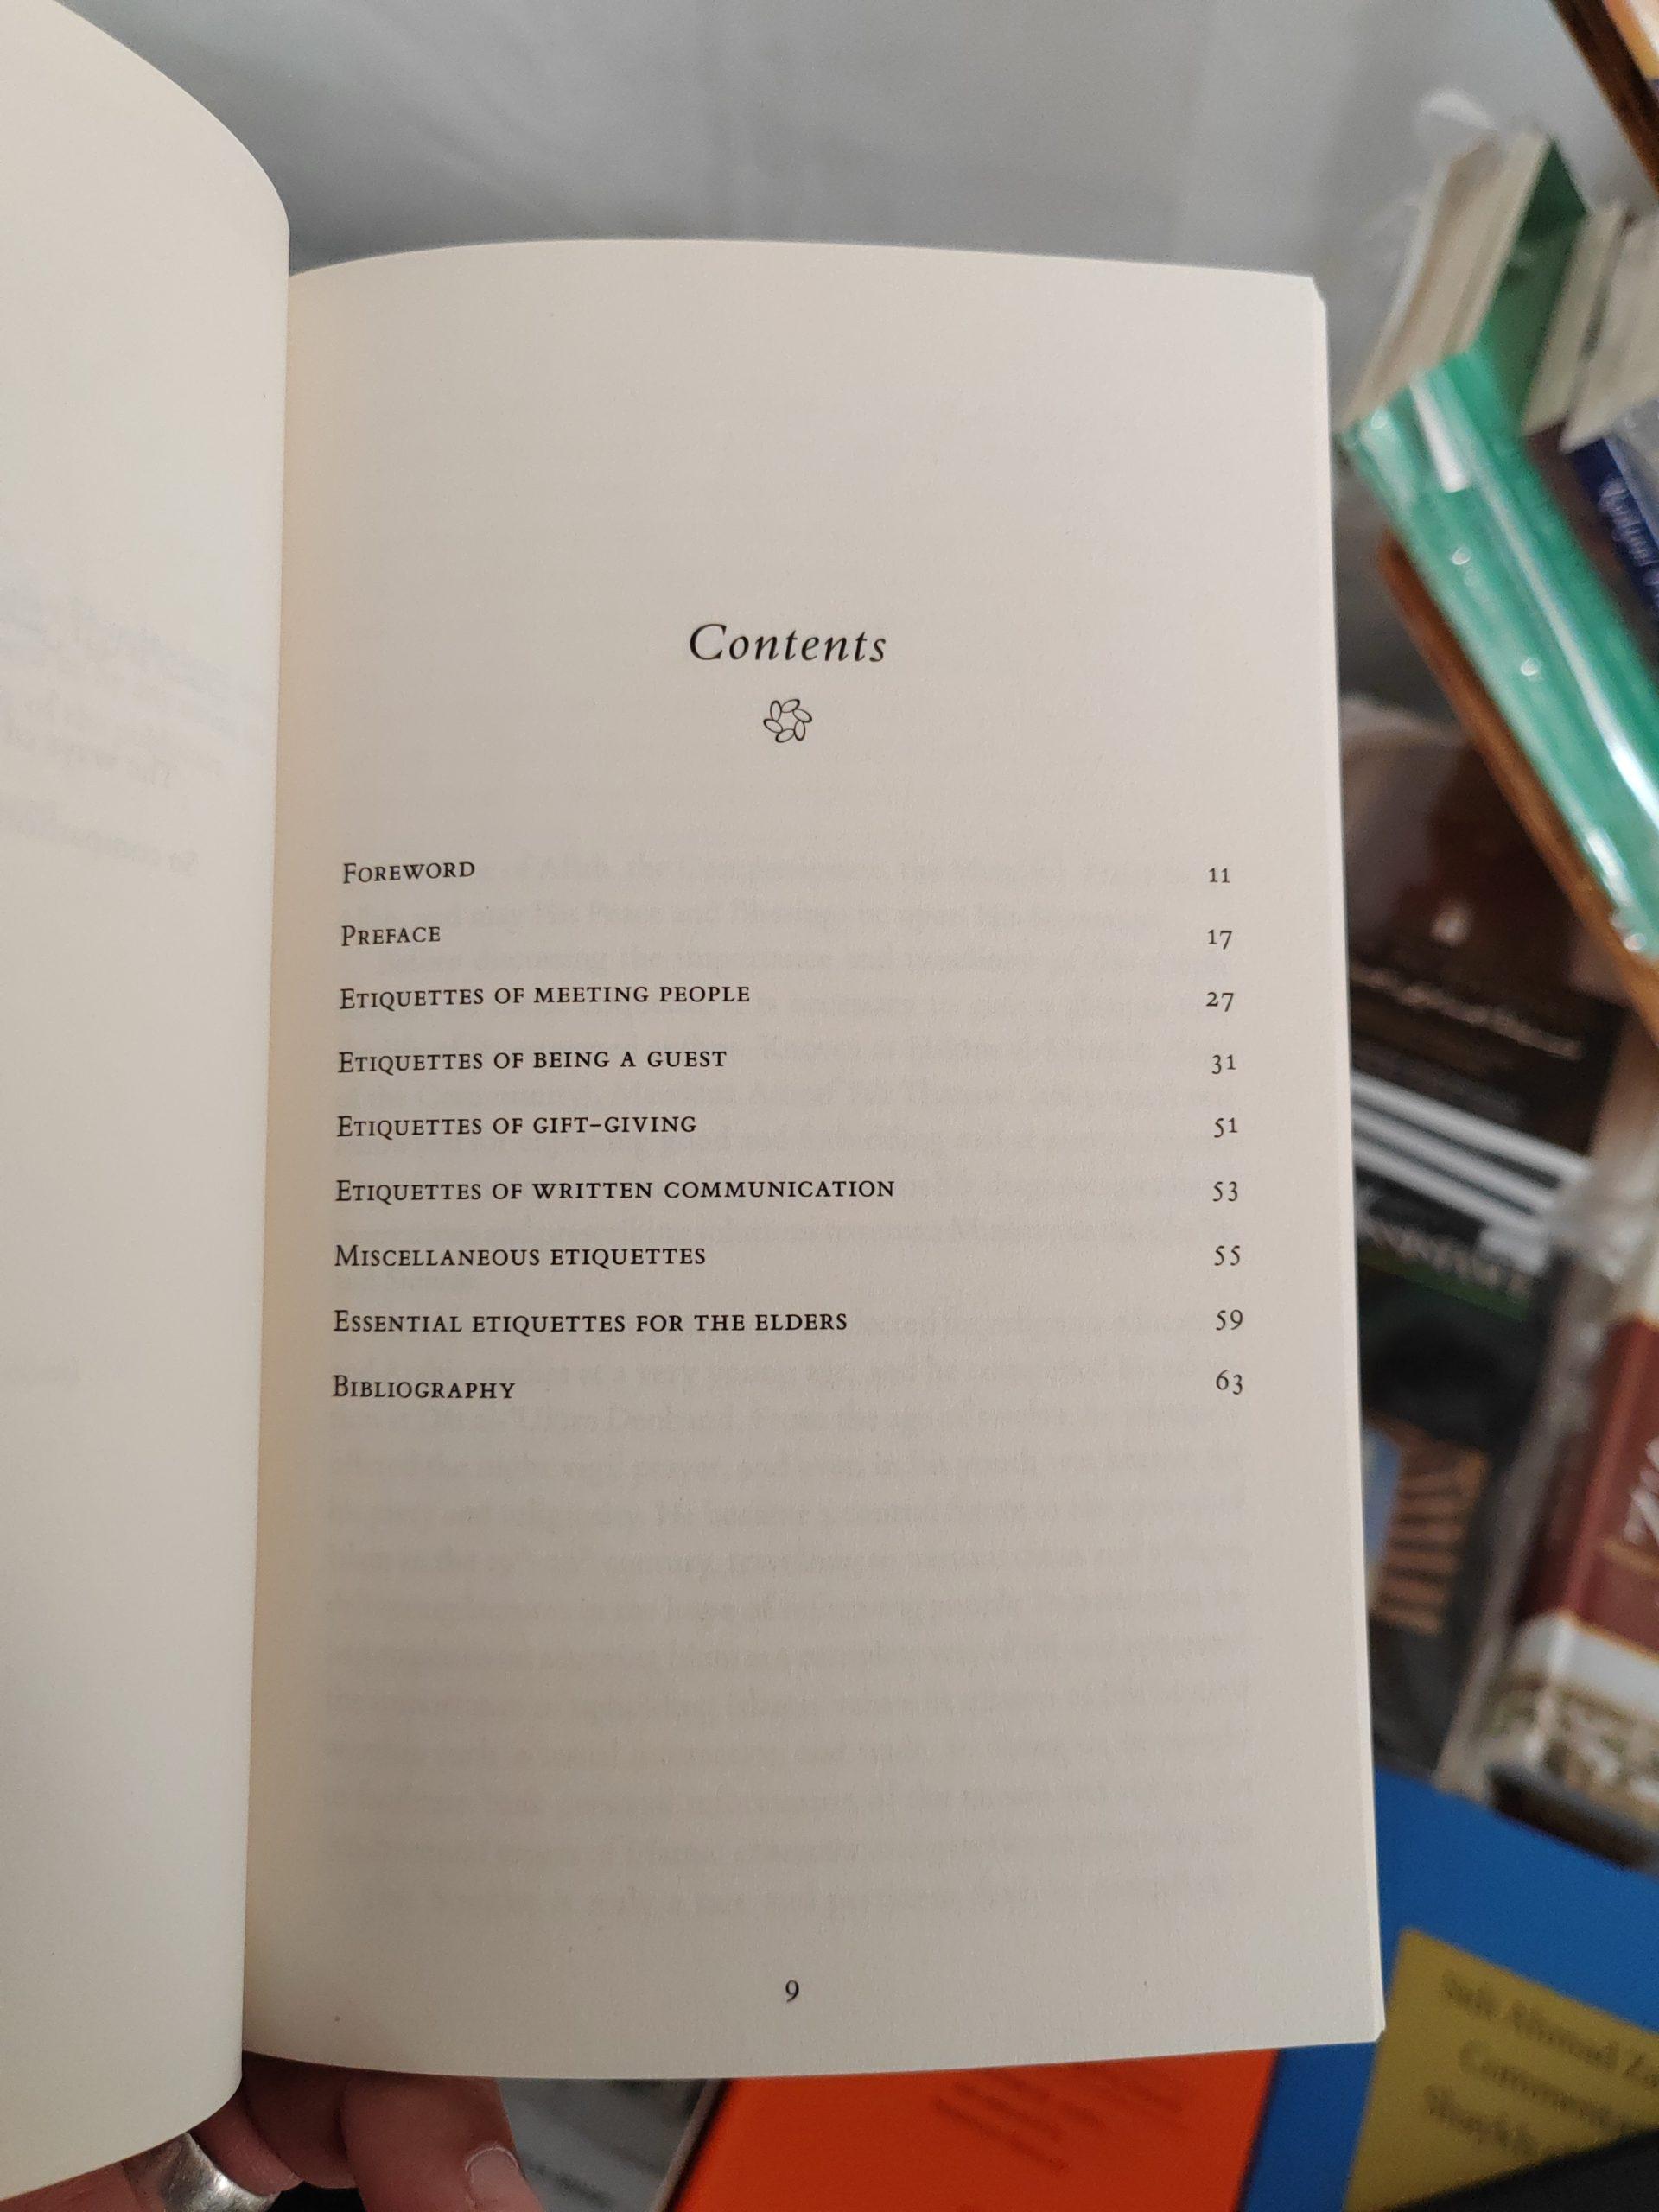 Contents
FOREWORD 11
PREFACE 17
ETIQUETTES OF MEETING PEOPLE 27
ETIQUETTES OF BEING A GUEST 31
ETIQUETTES OF GIFT-GIVING 51
ETIQUETTES OF WRITTEN COMMUNICATION 53
MISCELLANEOUS ETIQUETTES 55
ESSENTIAL ETIQUETTES FOR THE ELDERS 59
BIBLIOGRAPHY 63
9